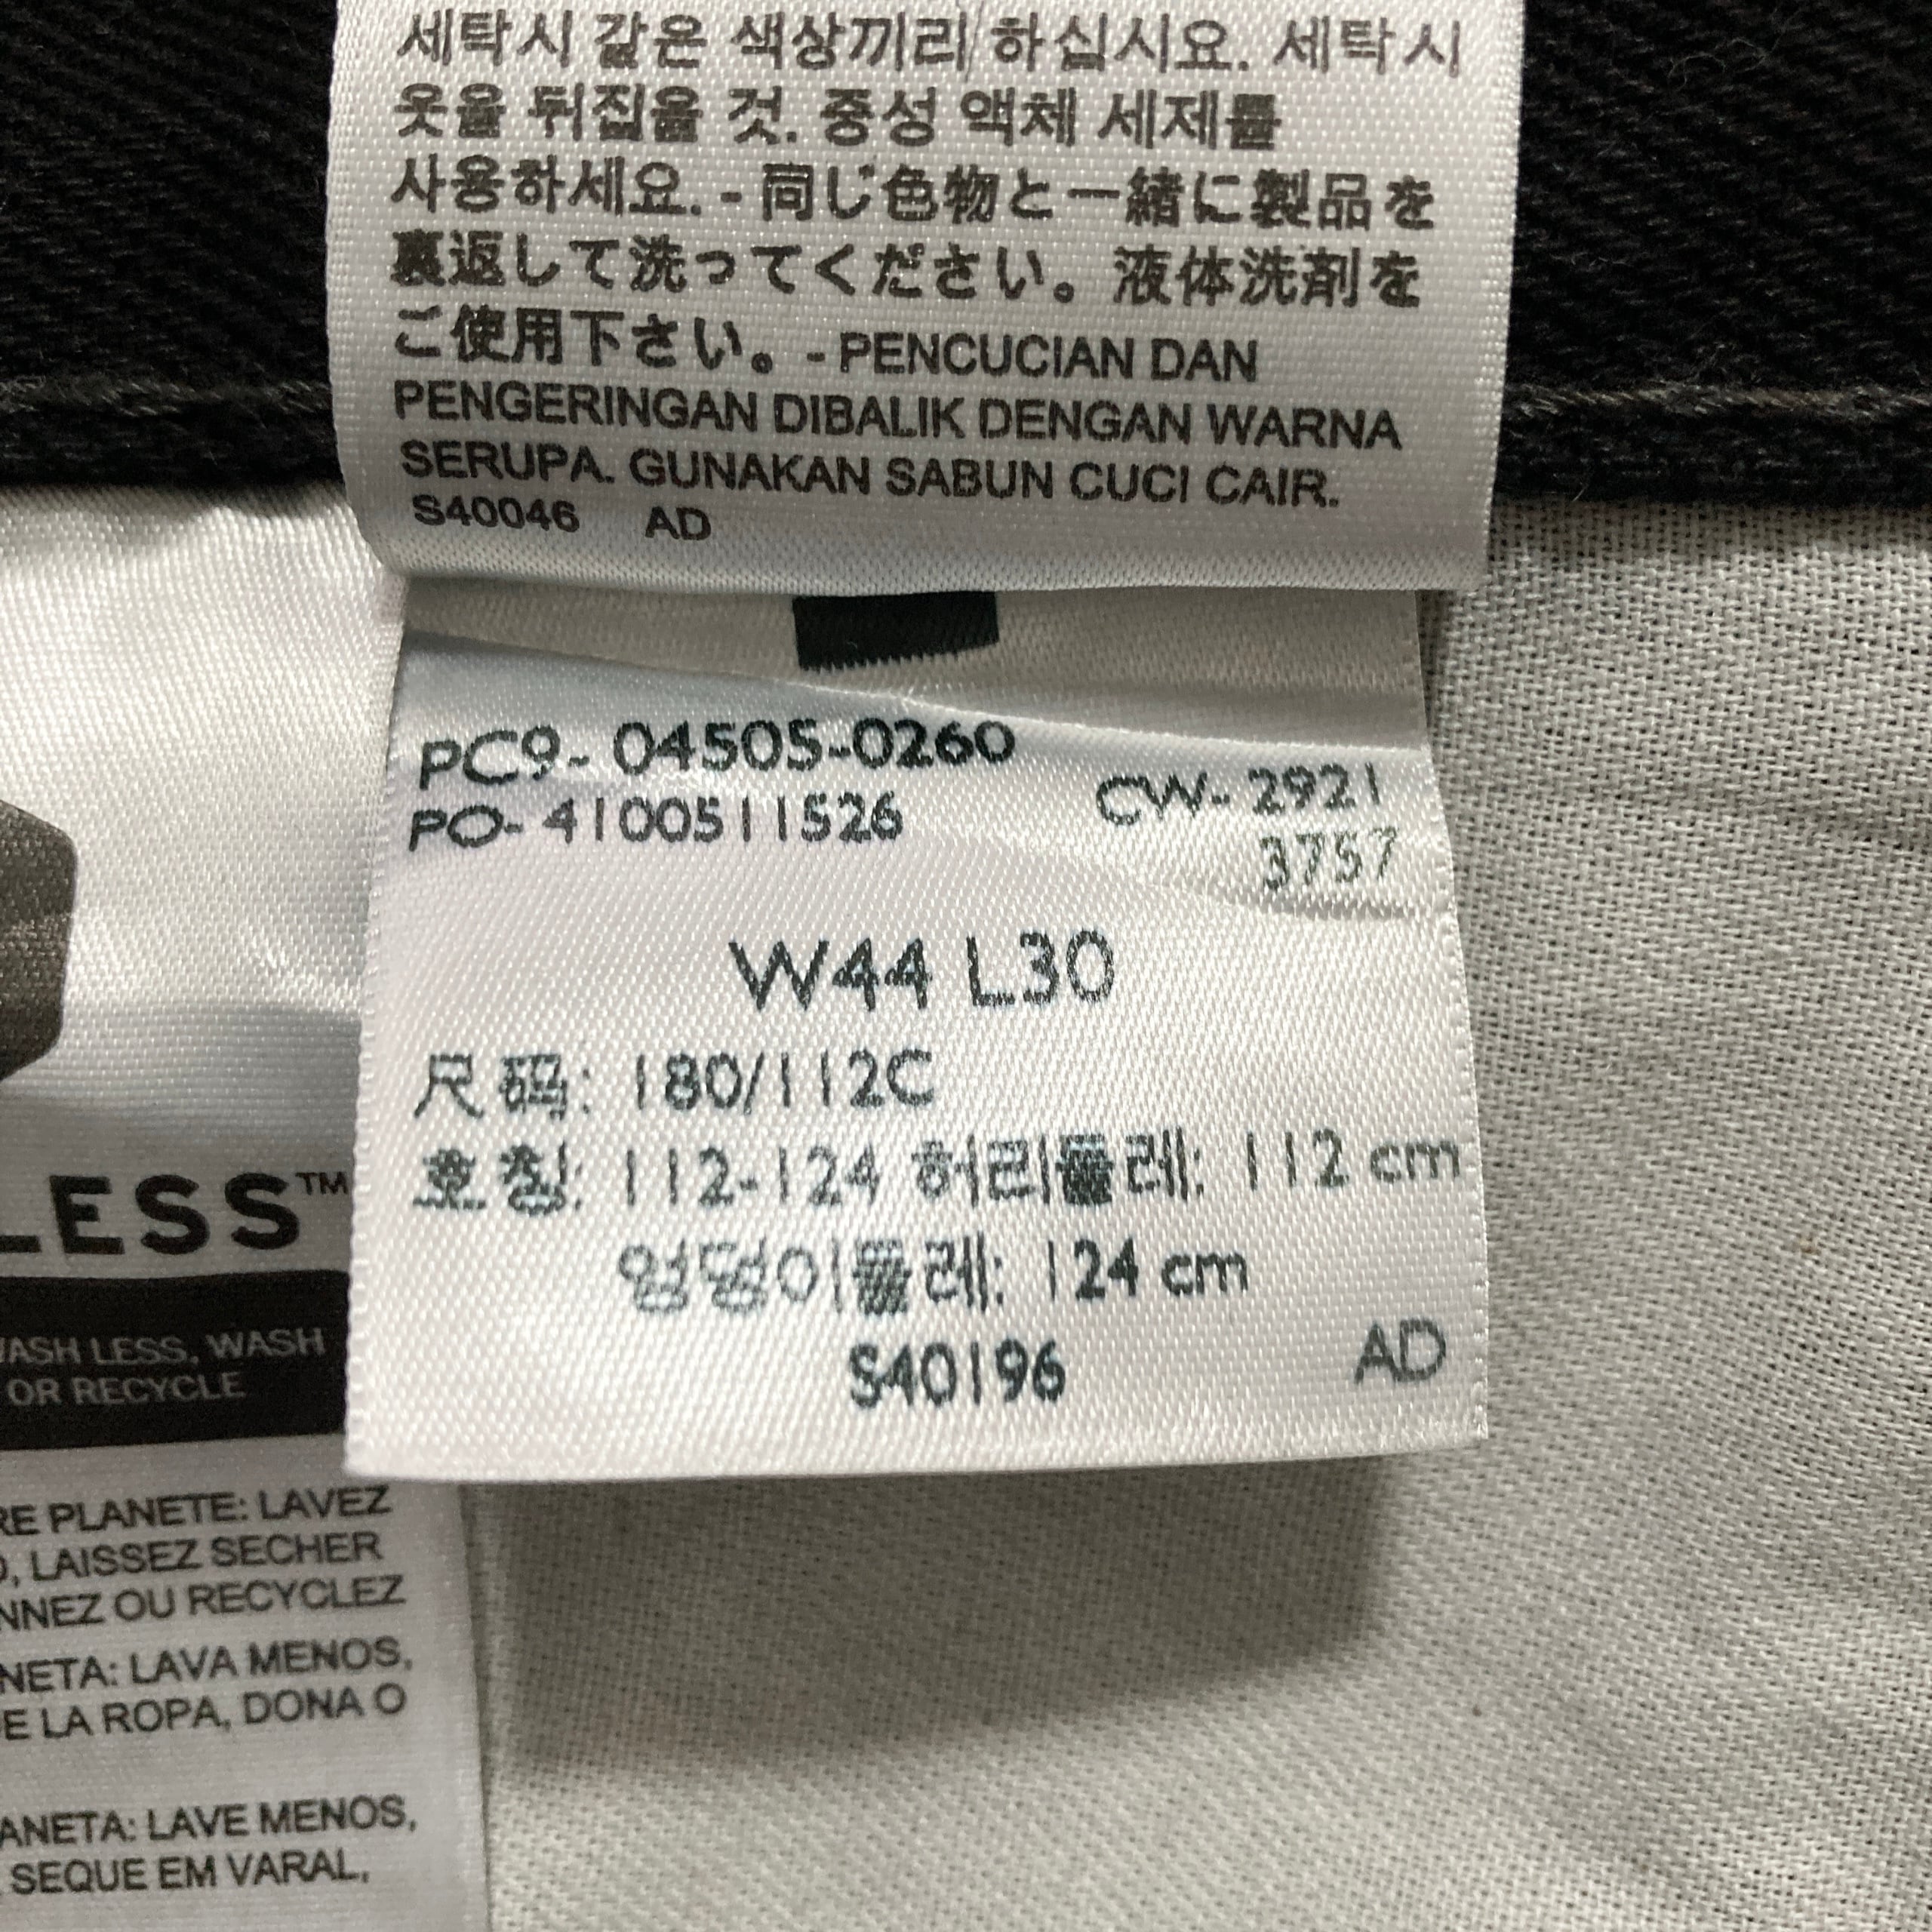 세탁시 같은 색상끼리 하십시요. 세탁시
옷을 뒤집을 것. 중성 액체 세제를
사용하세요. - 同じ色物と一緒に製品を
裏返して洗ってください。液体洗剤を
ご使用下さい。- PENCUCIAN DAN
PENGERINGAN DIBALIK DENGAN WARNA
SERUPA. GUNAKAN SABUN CUCI CAIR.
S40046 AD
PC9- 04505-0260
CW- 2921
PO- 4100511526
3757
W44 L30
尺码: 180/112C
호칭: 112-124 허리둘레: 112 cm
엉덩이둘레: 124 cm
S40196 AD
LESS™
WASH LESS, WASH
OR RECYCLE
RE PLANETE: LAVEZ
D, LAISSEZ SECHER
NNEZ OU RECYCLEZ
NETA: LAVA MENOS,
E LA ROPA, DONA O
ANETA: LAVE MENOS,
SEQUE EM VARAL,